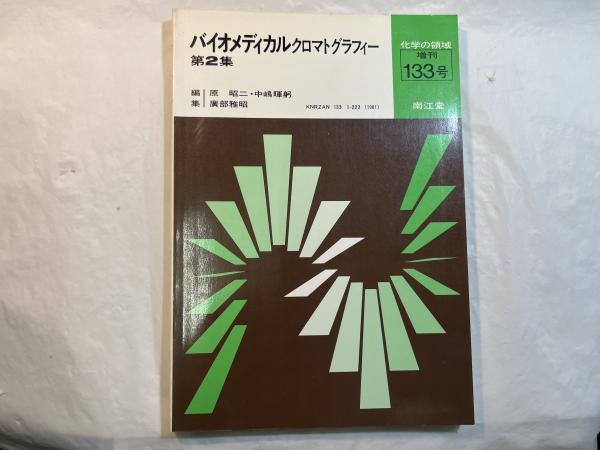 バイオメディカルクロマトグラフィー
第2集
編 原 昭二・中嶋暉躬
集 廣部雅昭
KNRZAN 133 1-222 (1981)
化学の領域
増刊
133号
南江堂